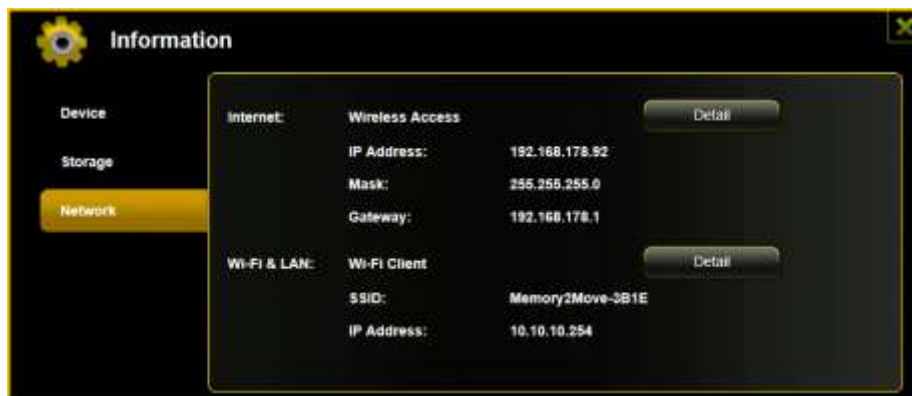 Information
Device
Storage
Network
Internet: Wireless Access Detail
IP Address: 192.168.178.92
Mask: 255.255.255.0
Gateway: 192.168.178.1
Wi-Fi & LAN: Wi-Fi Client Detail
SSID: Memory2Move-3B1E
IP Address: 10.10.10.254